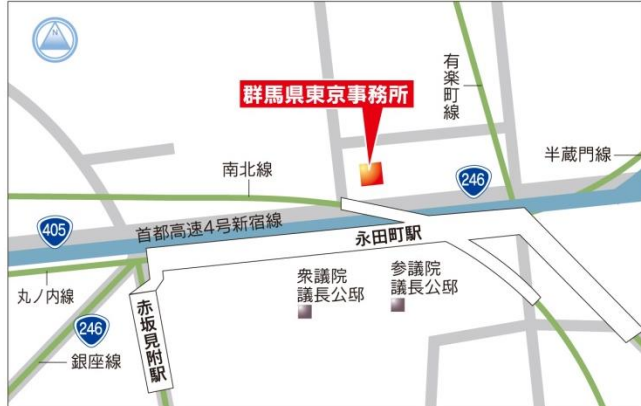 N
群馬県東京事務所
有楽町線
半蔵門線
南北線
246
405
首都高速4号新宿線
永田町駅
丸ノ内線
衆議院
議長公邸
参議院
議長公邸
246
赤坂見附駅
銀座線